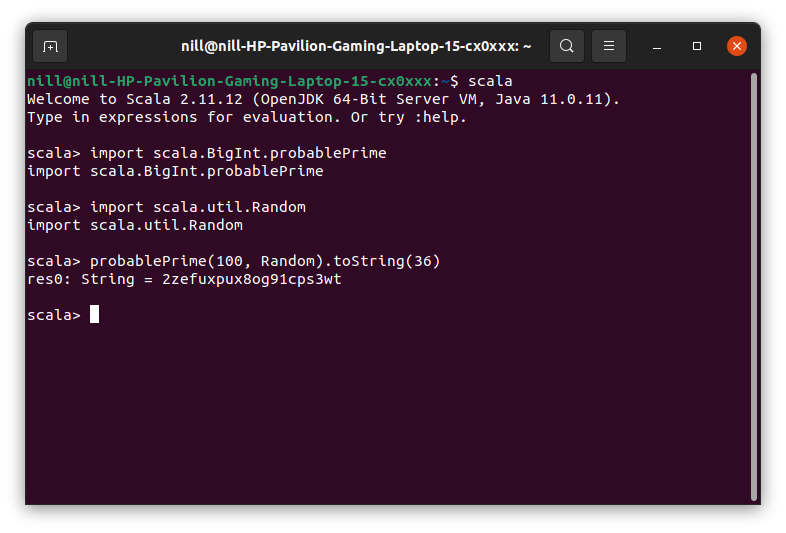 nill@nill-HP-Pavilion-Gaming-Laptop-15-cx0xxx: ~
nill@nill-HP-Pavilion-Gaming-Laptop-15-cx0xxx:~$ scala
Welcome to Scala 2.11.12 (OpenJDK 64-Bit Server VM, Java 11.0.11).
Type in expressions for evaluation. Or try :help.
scala> import scala.BigInt.probablePrime
import scala.BigInt.probablePrime
scala> import scala.util.Random
import scala.util.Random
scala> probablePrime(100, Random).toString(36)
res0: String = 2zefuxpux8og91cps3wt
scala>